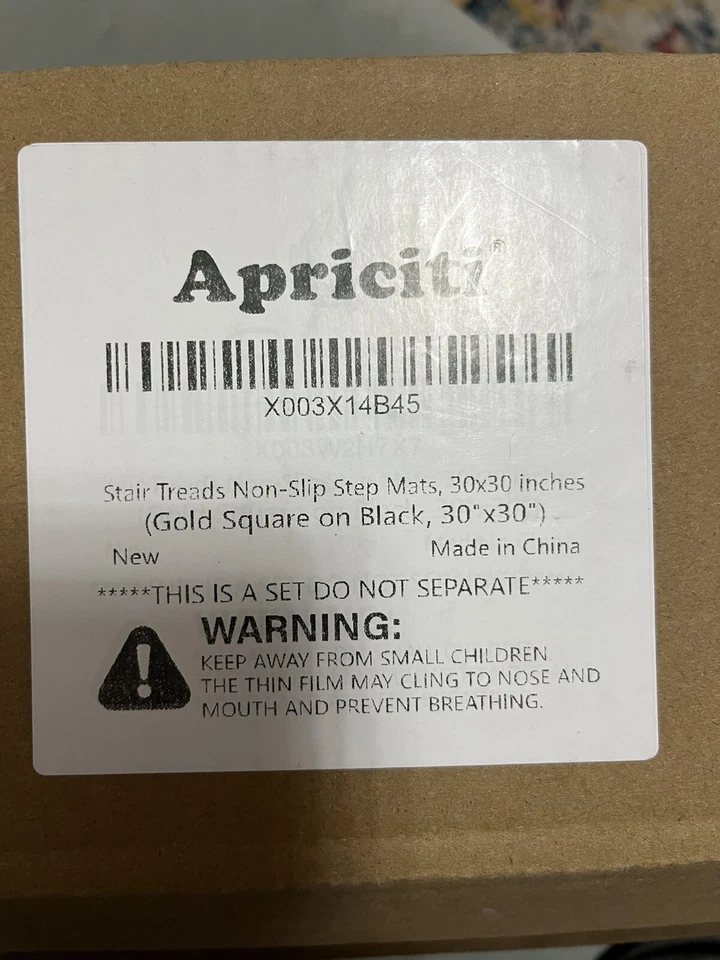 Apriciti®
X003X14B45
Stair Treads Non-Slip Step Mats, 30x30 inches
(Gold Square on Black, 30"x30")
New Made in China
*****THIS IS A SET DO NOT SEPARATE*****
WARNING:
KEEP AWAY FROM SMALL CHILDREN
THE THIN FILM MAY CLING TO NOSE AND
MOUTH AND PREVENT BREATHING.